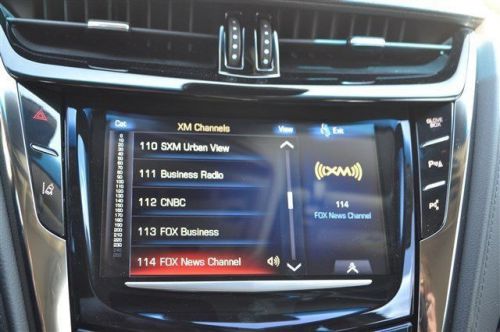 Cat
XM Channels
View
Exit
GLOVE BOX
110 SXM Urban View
111 Business Radio
XM
112 CNBC
114
FOX News Channel
113 FOX Business
114 FOX News Channel